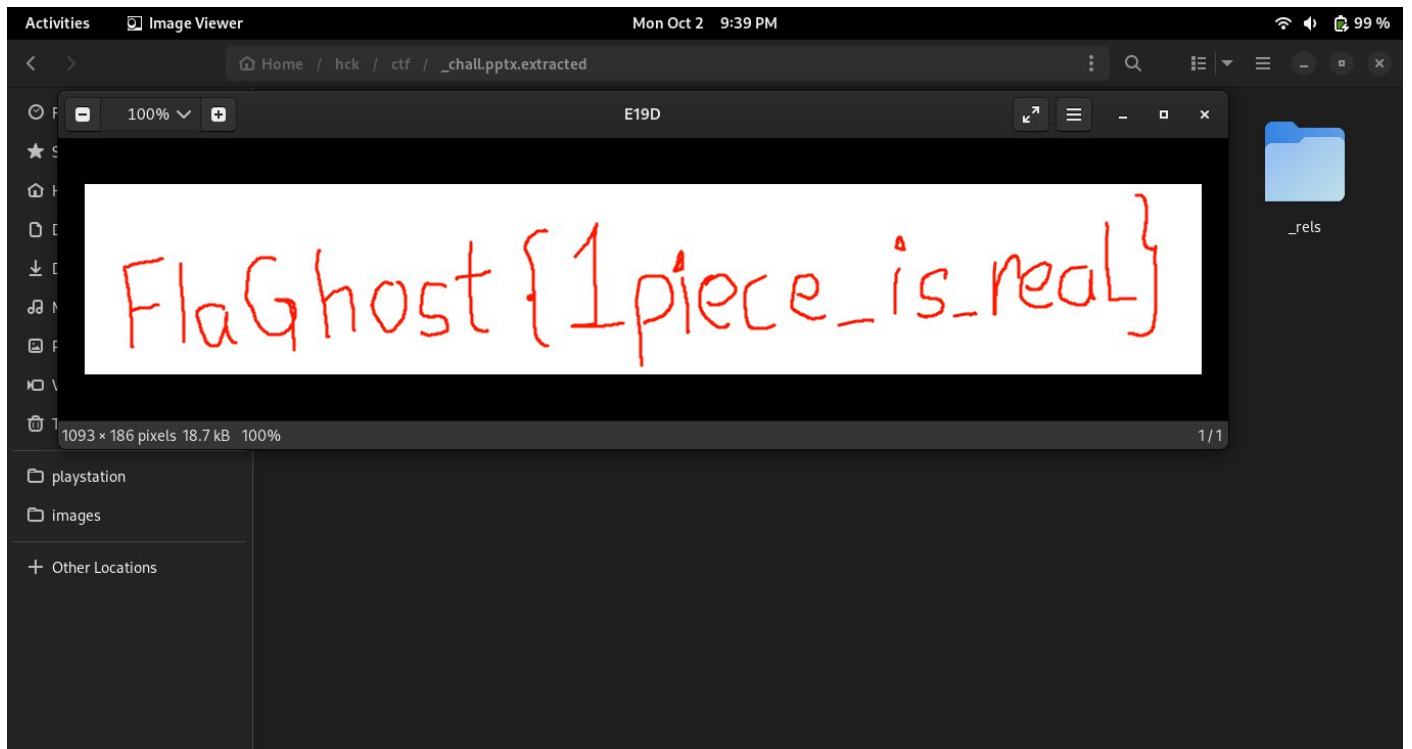 Activities Image Viewer Mon Oct 2 9:39 PM 99 %
Home / hck / ctf / _chall.pptx.extracted
100% E19D
_rels
FlaGhost{1piece_is_real}
1093 × 186 pixels 18.7 kB 100% 1/1
playstation
images
+ Other Locations